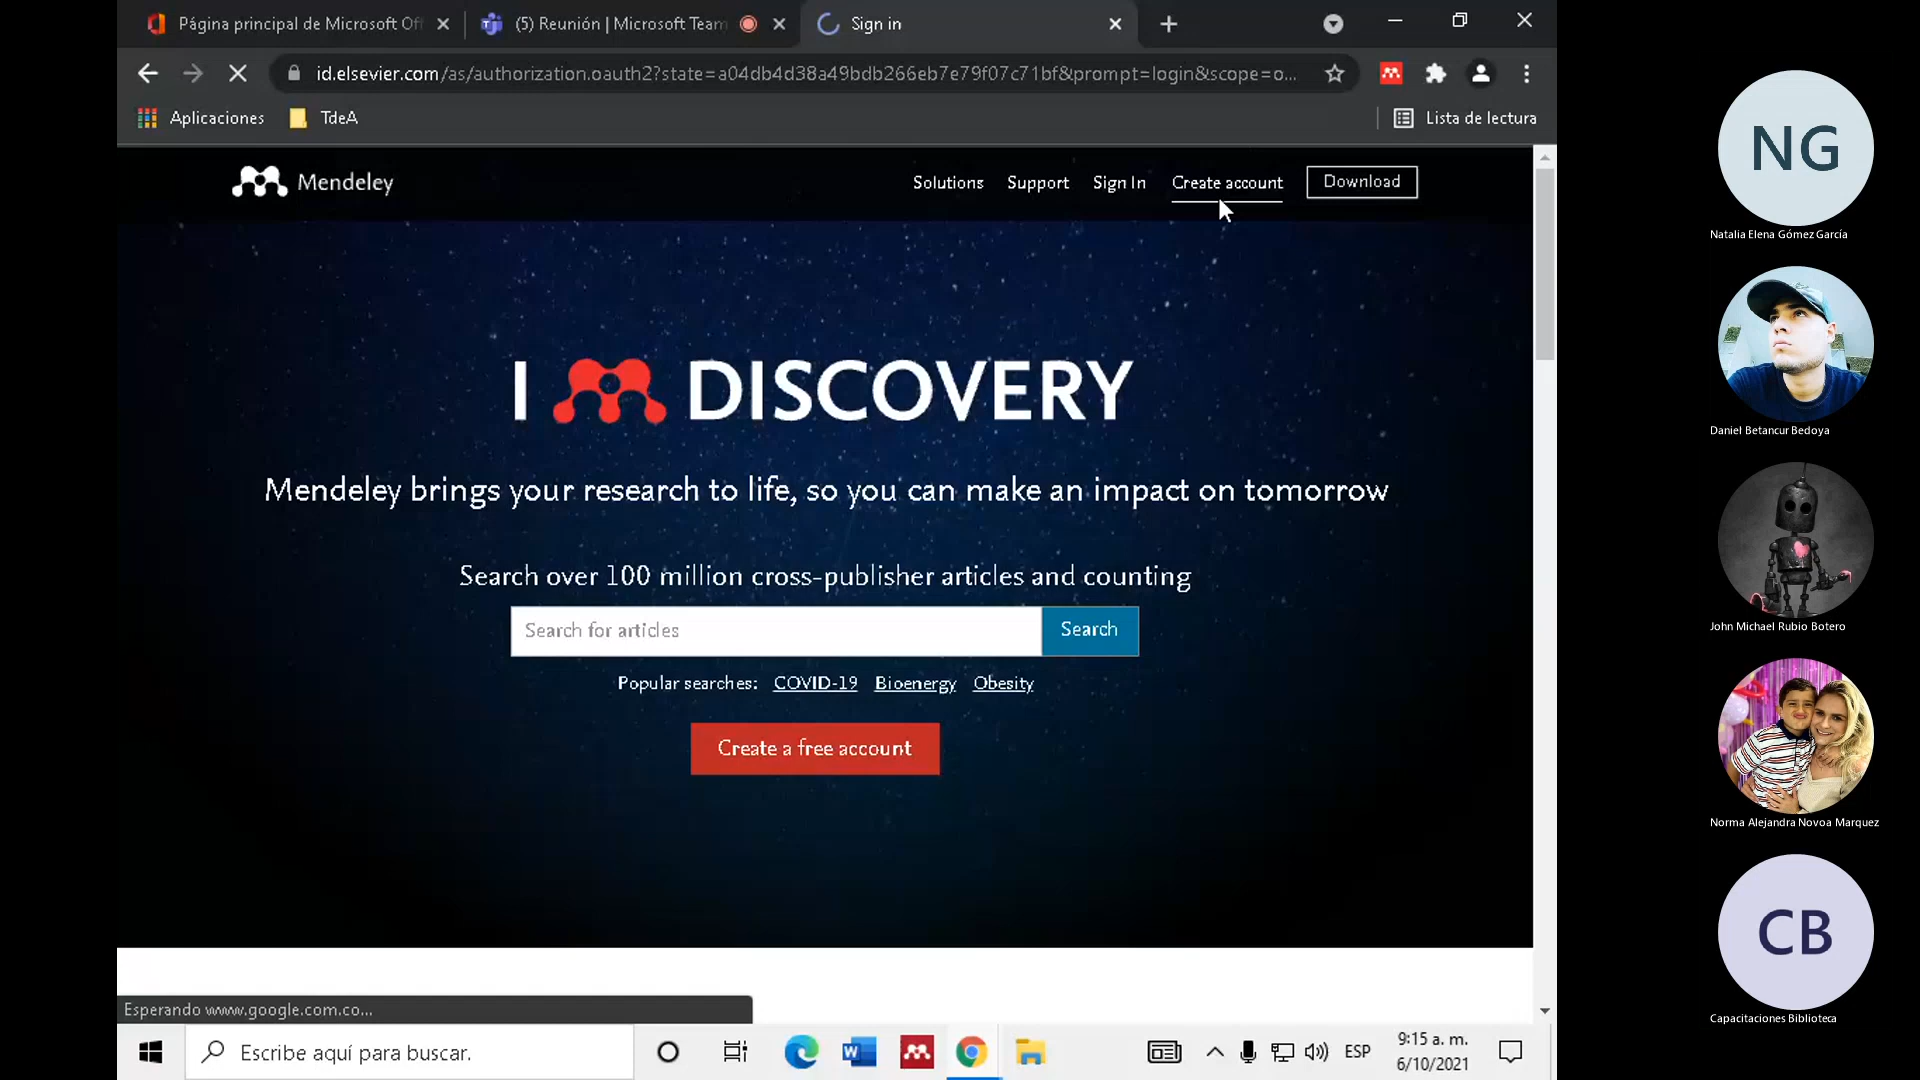 Página principal de Microsoft Off
(5) Reunión | Microsoft Team
Sign in
id.elsevier.com/as/authorization.oauth2?state=a04db4d38a49bdb266eb7e79f07c71bf&prompt=login&scope=o...
Aplicaciones
TdeA
Lista de lectura
Mendeley
Solutions
Support
Sign In
Create account
Download
I DISCOVERY
Mendeley brings your research to life, so you can make an impact on tomorrow
Search over 100 million cross-publisher articles and counting
Search for articles
Search
Popular searches: COVID-19 Bioenergy Obesity
Create a free account
Esperando www.google.com.co...
Escribe aquí para buscar.
ESP
9:15 a. m.
6/10/2021
NG
Natalia Elena Gómez García
Daniel Betancur Bedoya
John Michael Rubio Botero
Norma Alejandra Novoa Marquez
CB
Capacitaciones Biblioteca